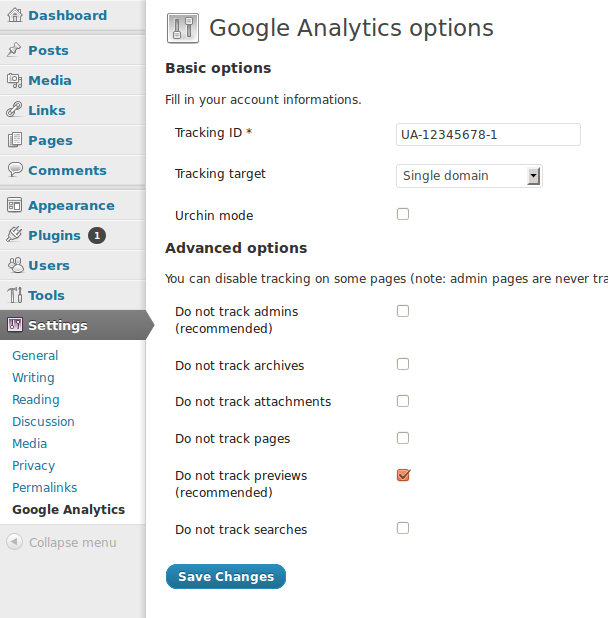 Dashboard
Posts
Media
Links
Pages
Comments
Appearance
Plugins 1
Users
Tools
Settings
General
Writing
Reading
Discussion
Media
Privacy
Permalinks
Google Analytics
Collapse menu
Google Analytics options
Basic options
Fill in your account informations.
Tracking ID * UA-12345678-1
Tracking target Single domain
Urchin mode
Advanced options
You can disable tracking on some pages (note: admin pages are never tra
Do not track admins
(recommended)
Do not track archives
Do not track attachments
Do not track pages
Do not track previews
(recommended)
Do not track searches
Save Changes